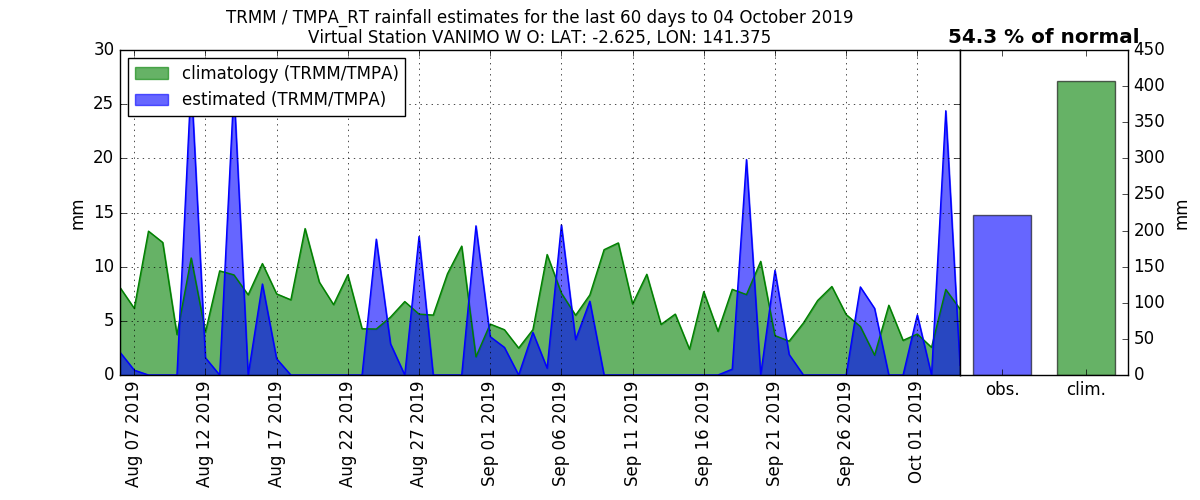 TRMM / TMPA_RT rainfall estimates for the last 60 days to 04 October 2019
Virtual Station VANIMO W O: LAT: -2.625, LON: 141.375
54.3 % of normal
climatology (TRMM/TMPA)
estimated (TRMM/TMPA)
30
25
20
15
10
5
0
mm
450
400
350
300
250
200
150
100
50
0
mm
Aug 07 2019
Aug 12 2019
Aug 17 2019
Aug 22 2019
Aug 27 2019
Sep 01 2019
Sep 06 2019
Sep 11 2019
Sep 16 2019
Sep 21 2019
Sep 26 2019
Oct 01 2019
obs.
clim.